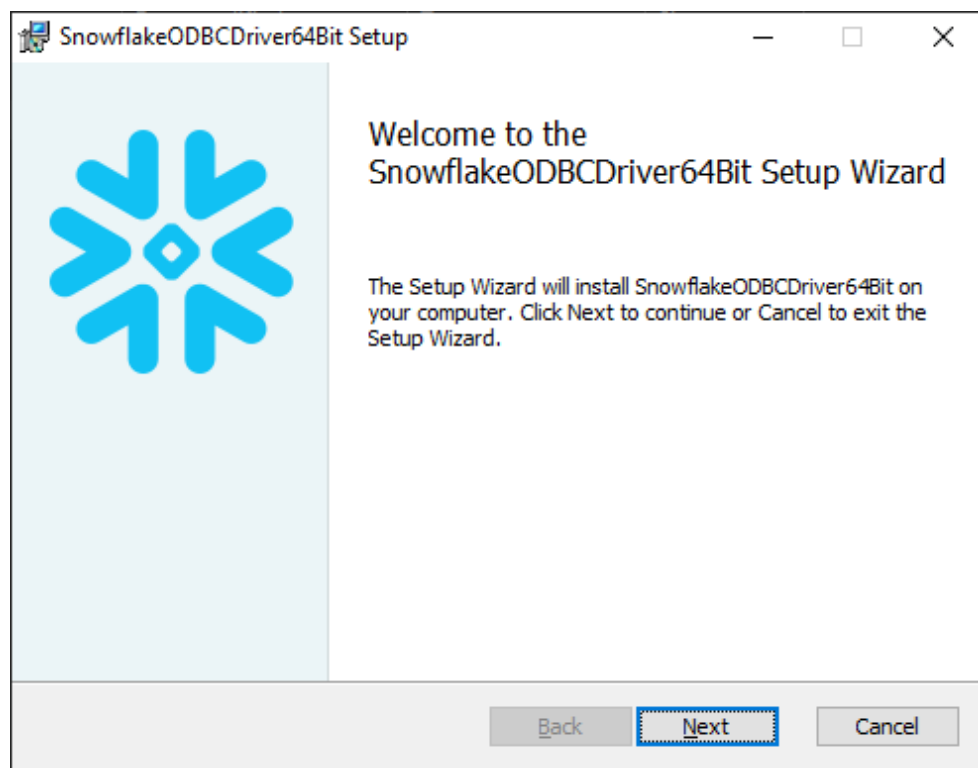 SnowflakeODBCDriver64Bit Setup
Welcome to the
SnowflakeODBCDriver64Bit Setup Wizard
The Setup Wizard will install SnowflakeODBCDriver64Bit on
your computer. Click Next to continue or Cancel to exit the
Setup Wizard.
Back
Next
Cancel